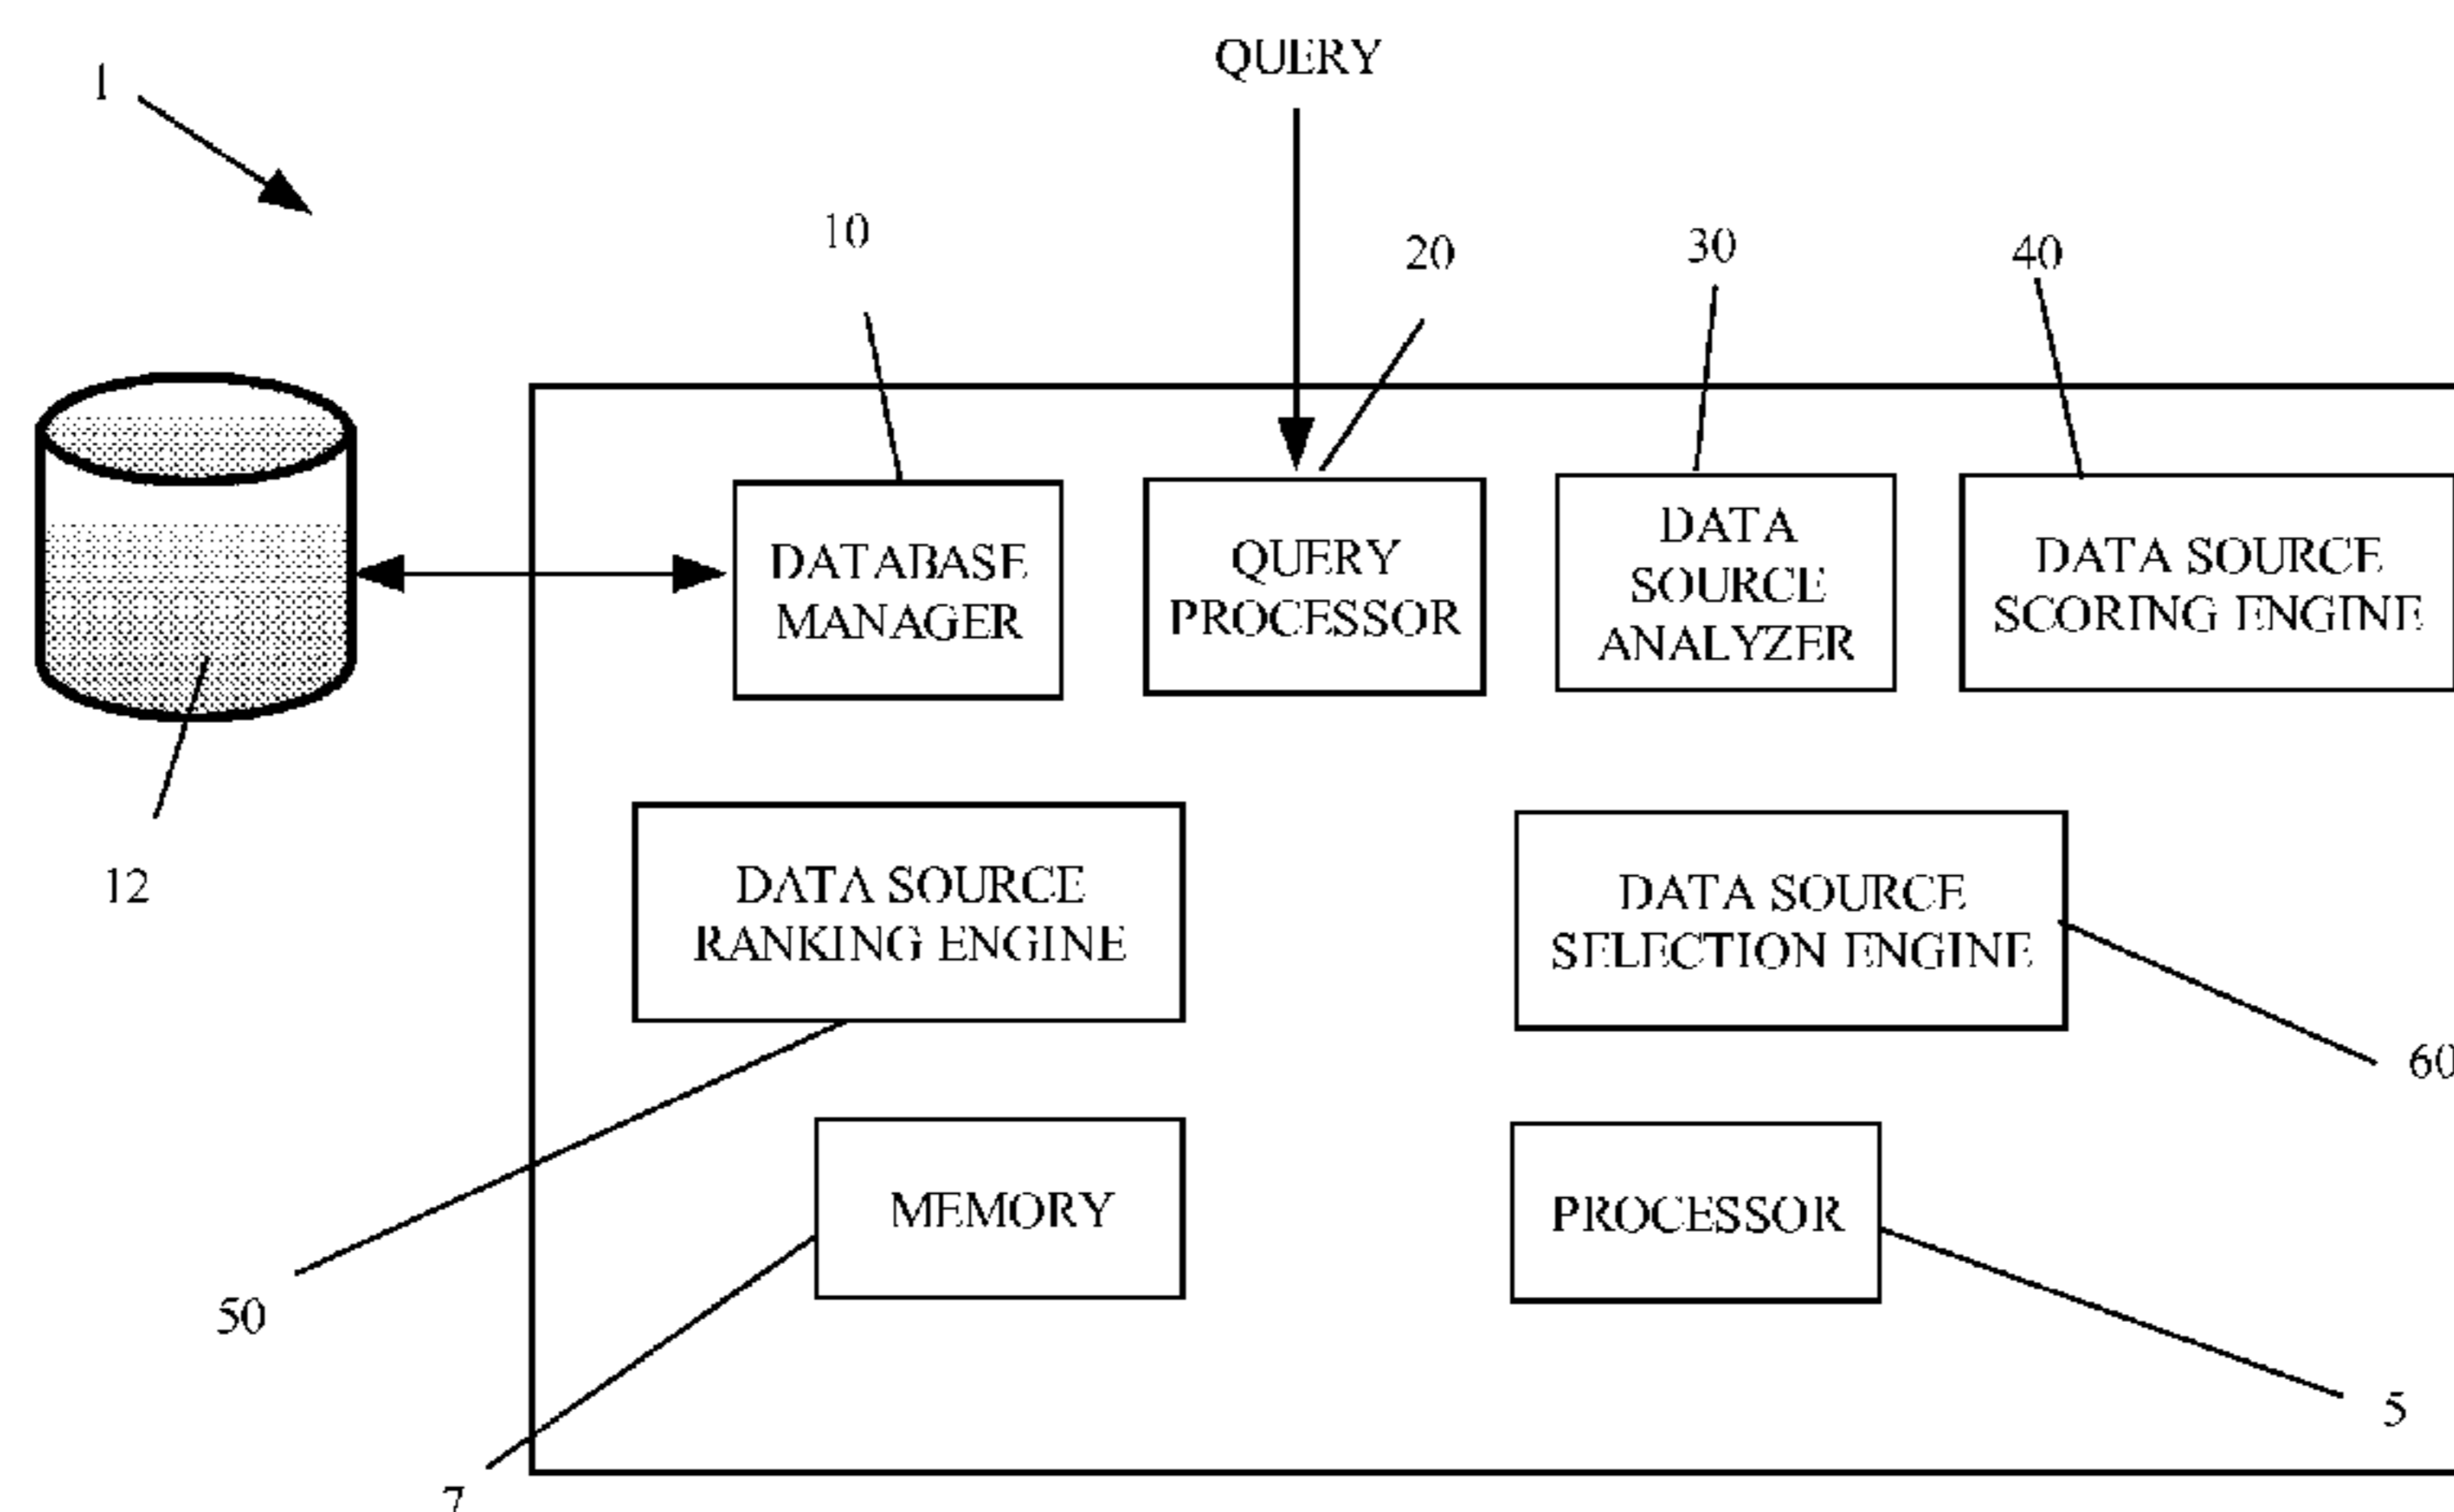 QUERY
1
10
20
30
40
DATABASE
MANAGER
QUERY
PROCESSOR
DATA
SOURCE
ANALYZER
DATA SOURCE
SCORING ENGINE
12
DATA SOURCE
RANKING ENGINE
DATA SOURCE
SELECTION ENGINE
60
MEMORY
PROCESSOR
50
5
7